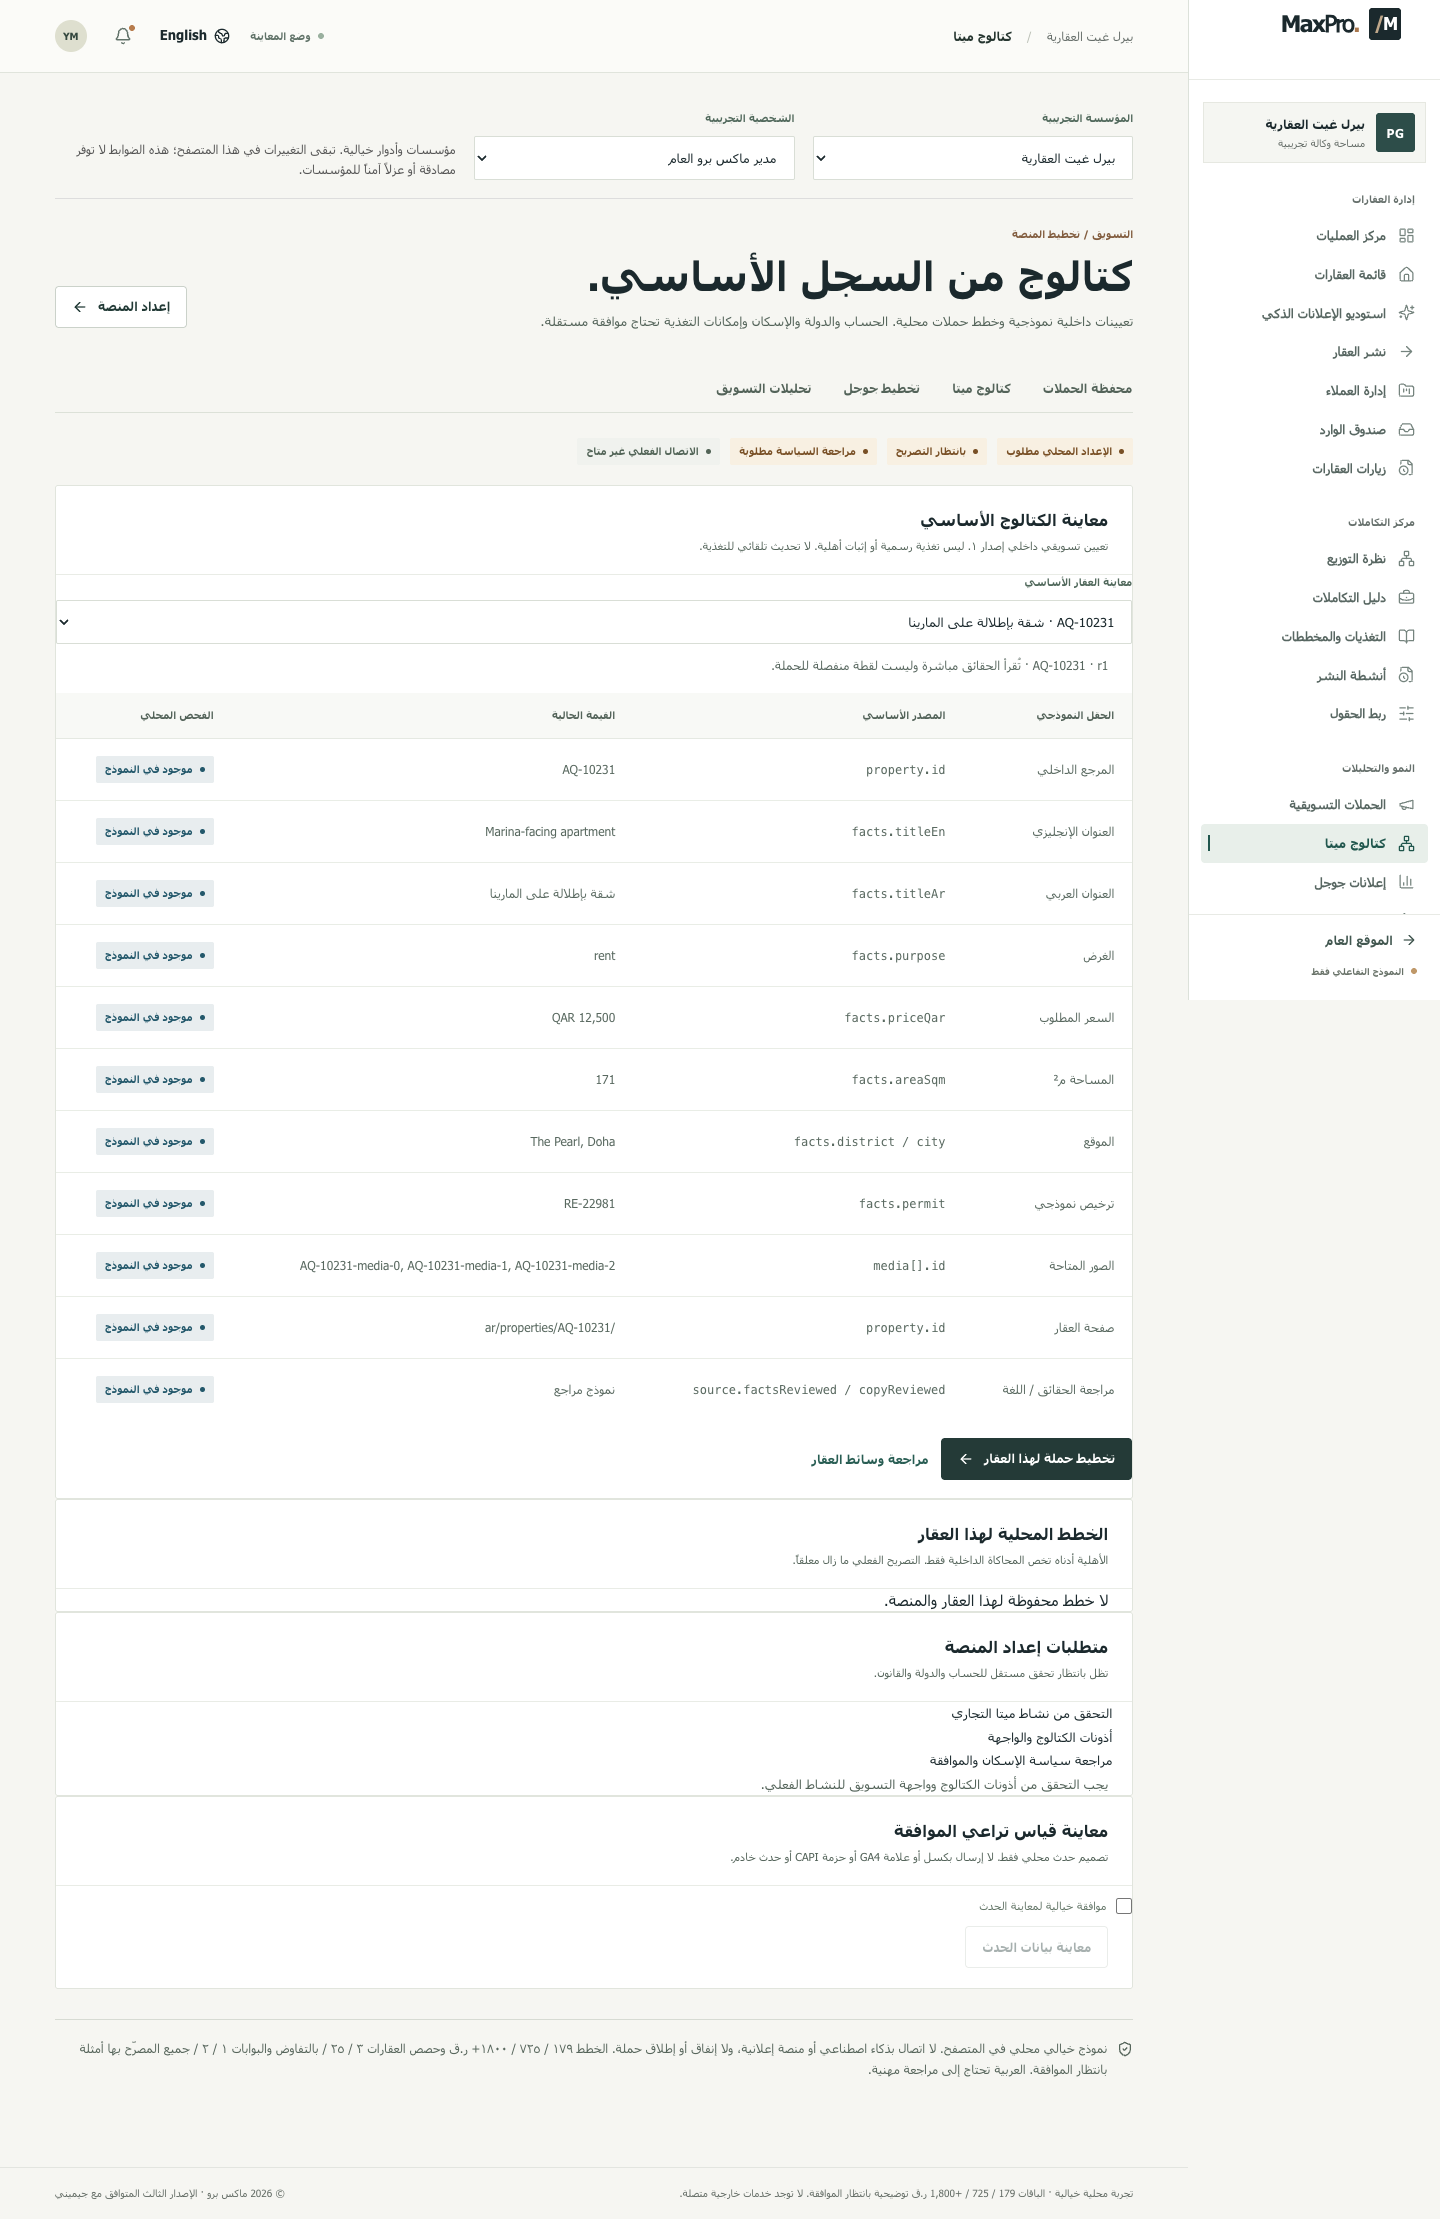 MaxPro.
/M
بيرل غيت العقارية / كتالوج ميتا
وضع المعاينة
English
YM
PG
بيرل غيت العقارية
مساحة وكالة تجريبية
إدارة العقارات
مركز العمليات
قائمة العقارات
استوديو الإعلانات الذكي
نشر العقار
إدارة العملاء
صندوق الوارد
زيارات العقارات
مركز التكاملات
نظرة التوزيع
دليل التكاملات
التغذيات والمخططات
أنشطة النشر
ربط الحقول
النمو والتحليلات
الحملات التسويقية
كتالوج ميتا
إعلانات جوجل
الموقع العام
النموذج التفاعلي فقط
المؤسسة التجريبية
بيرل غيت العقارية
الشخصية التجريبية
مدير ماكس برو العام
مؤسسات وأدوار خيالية. تبقى التغييرات في هذا المتصفح؛ هذه الضوابط لا توفر
مصادقة أو عزلاً آمناً للمؤسسات.
التسويق / تخطيط المنصة
كتالوج من السجل الأساسي.
تعيينات داخلية نموذجية وخطط حملات محلية. الحساب والدولة والإسكان وإمكانات التغذية تحتاج موافقة مستقلة.
إعداد المنصة
محفظة الحملات
كتالوج ميتا
تخطيط جوجل
تحليلات التسويق
الإعداد المحلي مطلوب
بانتظار التصريح
مراجعة السياسة مطلوبة
الاتصال الفعلي غير متاح
معاينة الكتالوج الأساسي
تعيين تسويقي داخلي إصدار ١. ليس تغذية رسمية أو إثبات أهلية. لا تحديث تلقائي للتغذية.
معاينة العقار الأساسي
AQ-10231 · شقة بإطلالة على المارينا
AQ-10231 · r1 · تُقرأ الحقائق مباشرة وليست لقطة منفصلة للحملة.
الحقل النموذجي المصدر الأساسي القيمة الحالية الفحص المحلي
المرجع الداخلي property.id AQ-10231 موجود في النموذج
العنوان الإنجليزي facts.titleEn Marina-facing apartment موجود في النموذج
العنوان العربي facts.titleAr شقة بإطلالة على المارينا موجود في النموذج
الغرض facts.purpose rent موجود في النموذج
السعر المطلوب facts.priceQar QAR 12,500 موجود في النموذج
المساحة م² facts.areaSqm 171 موجود في النموذج
الموقع facts.district / city The Pearl, Doha موجود في النموذج
ترخيص نموذجي facts.permit RE-22981 موجود في النموذج
الصور المتاحة media[].id AQ-10231-media-0, AQ-10231-media-1, AQ-10231-media-2 موجود في النموذج
صفحة العقار property.id ar/properties/AQ-10231/ موجود في النموذج
مراجعة الحقائق / اللغة source.factsReviewed / copyReviewed نموذج مراجع موجود في النموذج
تخطيط حملة لهذا العقار
مراجعة وسائط العقار
الخطط المحلية لهذا العقار
الأهلية أدناه تخص المحاكاة الداخلية فقط. التصريح الفعلي ما زال معلقاً.
لا خطط محفوظة لهذا العقار والمنصة.
متطلبات إعداد المنصة
تظل بانتظار تحقق مستقل للحساب والدولة والقانون.
التحقق من نشاط ميتا التجاري
أذونات الكتالوج والواجهة
مراجعة سياسة الإسكان والموافقة
يجب التحقق من أذونات الكتالوج وواجهة التسويق للنشاط الفعلي.
معاينة قياس تراعي الموافقة
تصميم حدث محلي فقط. لا إرسال بكسل أو علامة GA4 أو حزمة CAPI أو حدث خادم.
موافقة خيالية لمعاينة الحدث
معاينة بيانات الحدث
نموذج خيالي محلي في المتصفح. لا اتصال بذكاء اصطناعي أو منصة إعلانية، ولا إنفاق أو إطلاق حملة. الخطط ١٧٩ / ٧٢٥ / ١٨٠٠+ ر.ق وحصص العقارات ٣ / ٢٥ / بالتفاوض والبوابات ١ / ٢ / جميع المصرّح بها أمثلة
بانتظار الموافقة. العربية تحتاج إلى مراجعة مهنية.
تجربة محلية خيالية · الباقات 179 / 725 / +1,800 ر.ق توضيحية بانتظار الموافقة. لا توجد خدمات خارجية متصلة.
© 2026 ماكس برو · الإصدار الثالث المتوافق مع جيميني